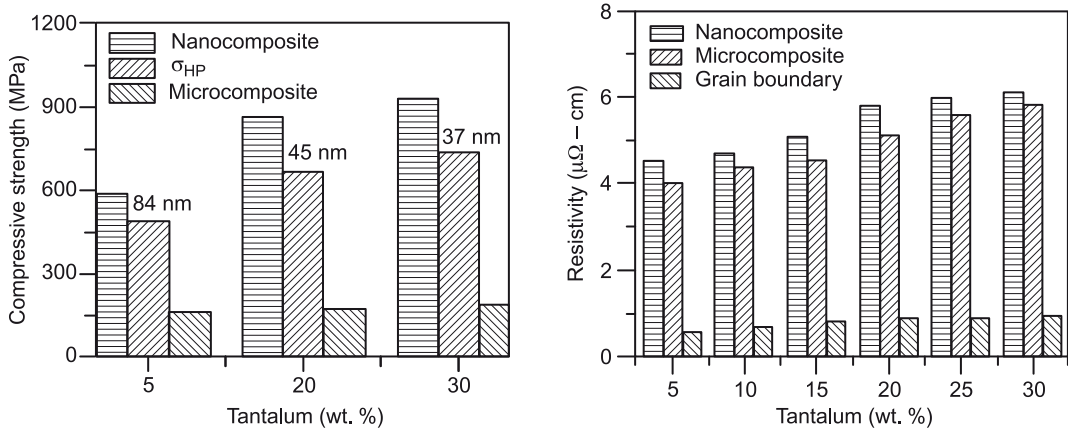 Compressive strength (MPa)
1200
900
600
300
0
Nanocomposite
σHP
Microcomposite
84 nm
45 nm
37 nm
5
20
30
Tantalum (wt. %)
Resistivity (μΩ – cm)
8
6
4
2
0
Nanocomposite
Microcomposite
Grain boundary
5
10
15
20
25
30
Tantalum (wt. %)